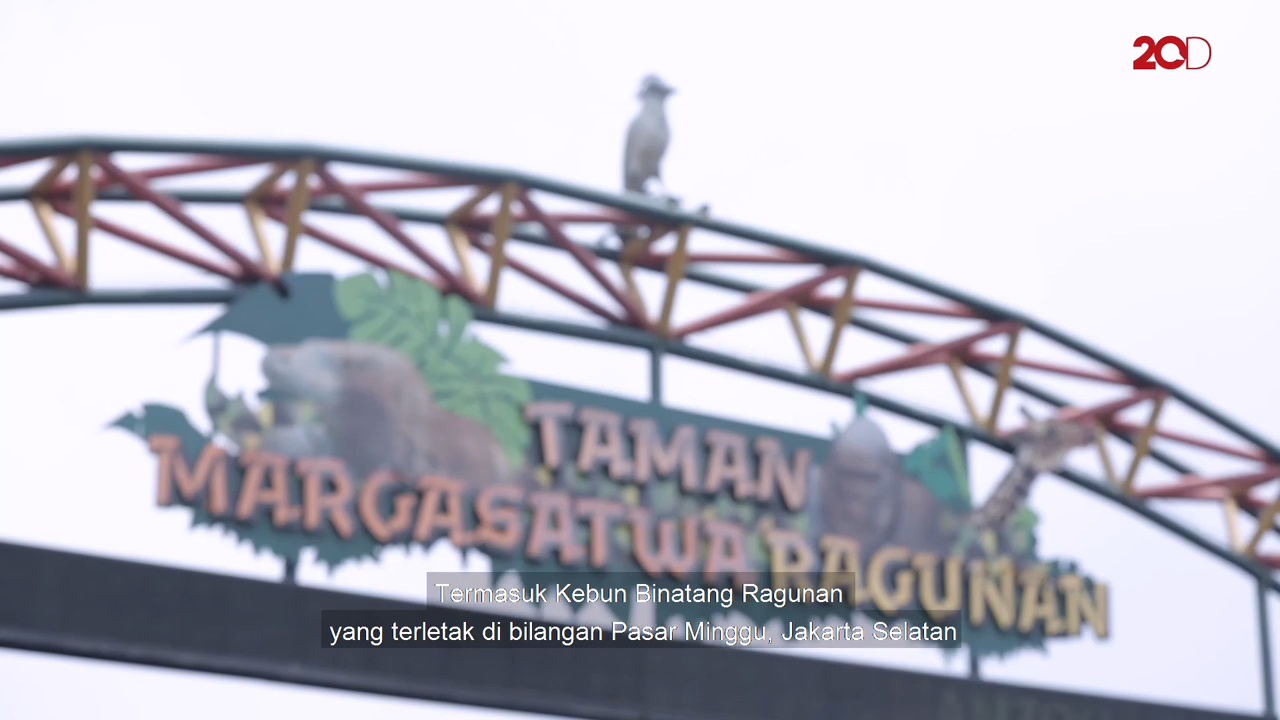 20D
TAMAN
MARGASATWA RAGUNAN
Termasuk Kebun Binatang Ragunan
yang terletak di bilangan Pasar Minggu, Jakarta Selatan